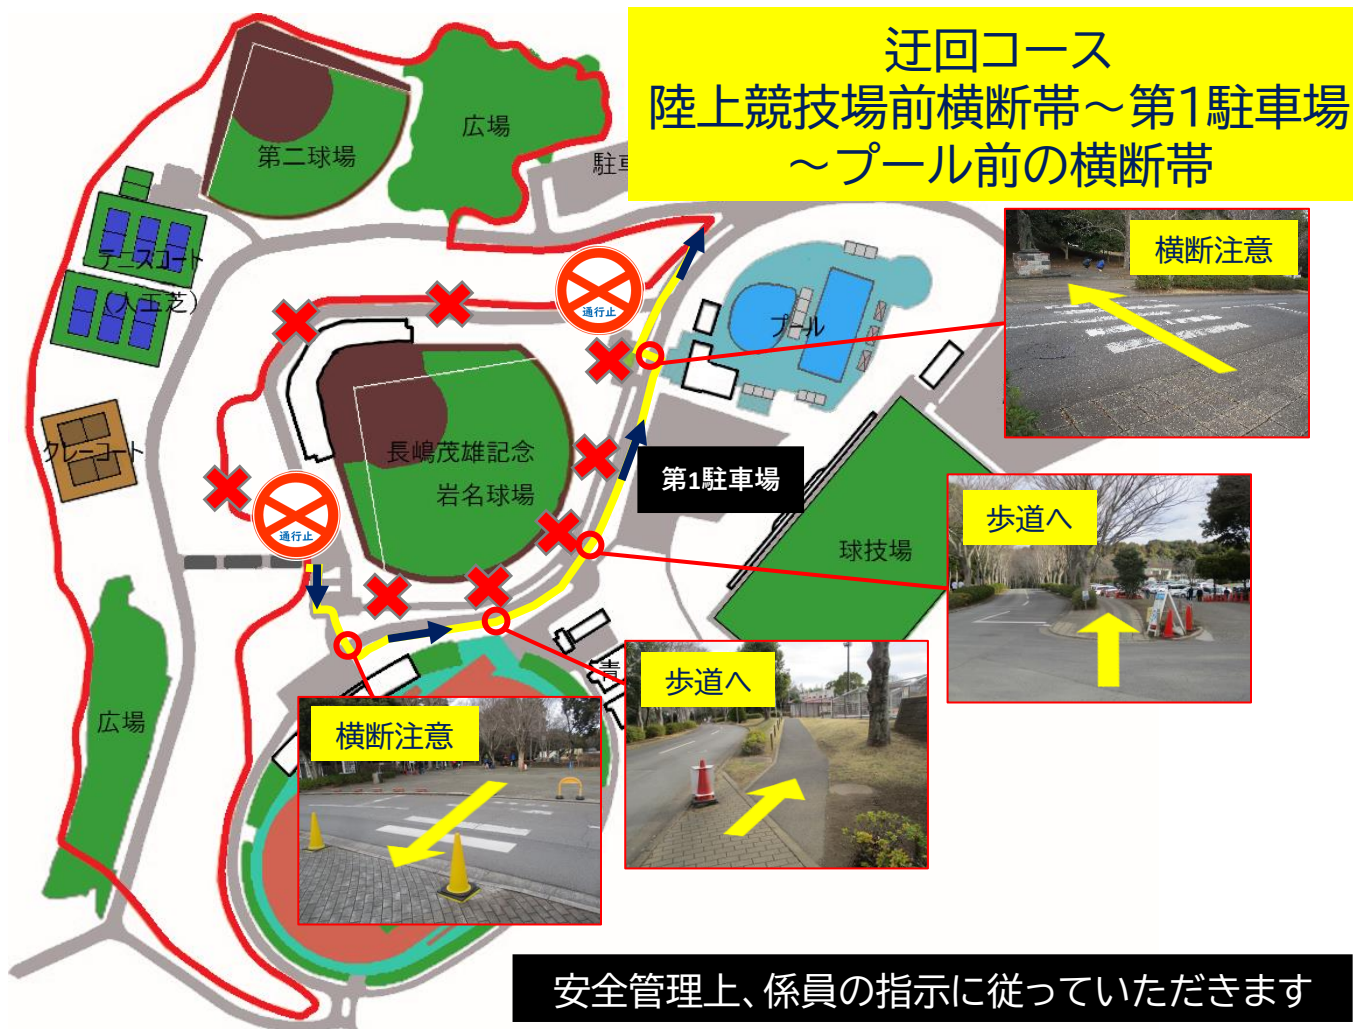 迂回コース
陸上競技場前横断帯～第1駐車場
～プール前の横断帯
広場
第二球場
横断注意
テニスコート
（人工芝）
通行止
プール
クレーコート
長嶋茂雄記念
岩名球場
第1駐車場
歩道へ
通行止
球技場
歩道へ
広場
横断注意
安全管理上、係員の指示に従っていただきます